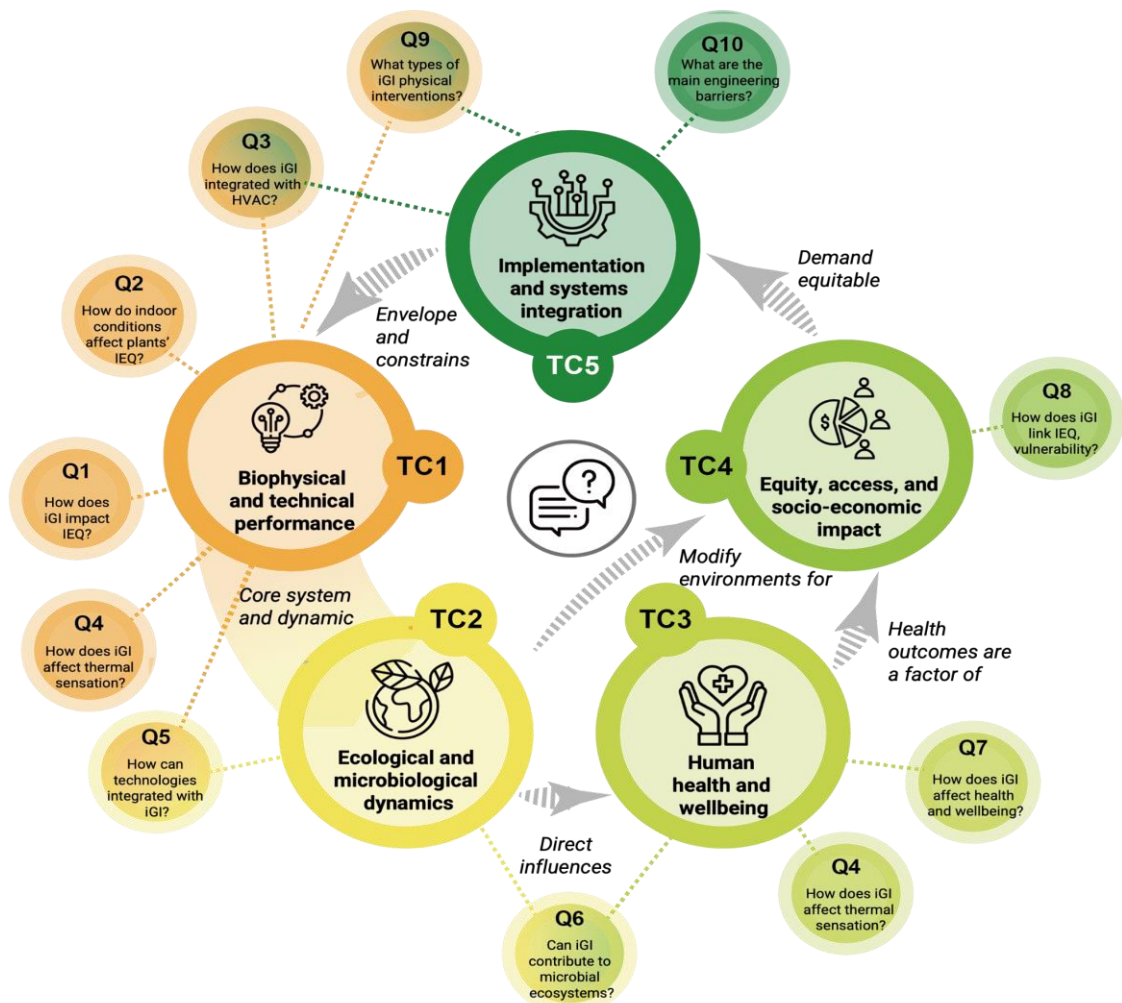 Q9
What types of
iGI physical
interventions?
Q10
What are the
main engineering
barriers?
Q3
How does iGI
integrated with
HVAC?
Implementation
and systems
integration
TC5
Demand
equitable
Envelope
and
constrains
Q2
How do indoor
conditions
affect plants'
IEQ?
Biophysical
and technical
performance
TC1
Q1
How does
iGI impact
IEQ?
TC4
$
Equity, access, and
socio-economic
impact
Q8
How does iGI
link IEQ,
vulnerability?
?
Core system
and dynamic
Modify
environments for
Q4
How does iGI
affect thermal
sensation?
TC2
Ecological and
microbiological
dynamics
TC3
Human
health and
wellbeing
Health
outcomes are
a factor of
Q5
How can
technologies
integrated with
iGI?
Direct
influences
Q7
How does iGI
affect health
and wellbeing?
Q4
How does iGI
affect thermal
sensation?
Q6
Can iGI
contribute to
microbial
ecosystems?